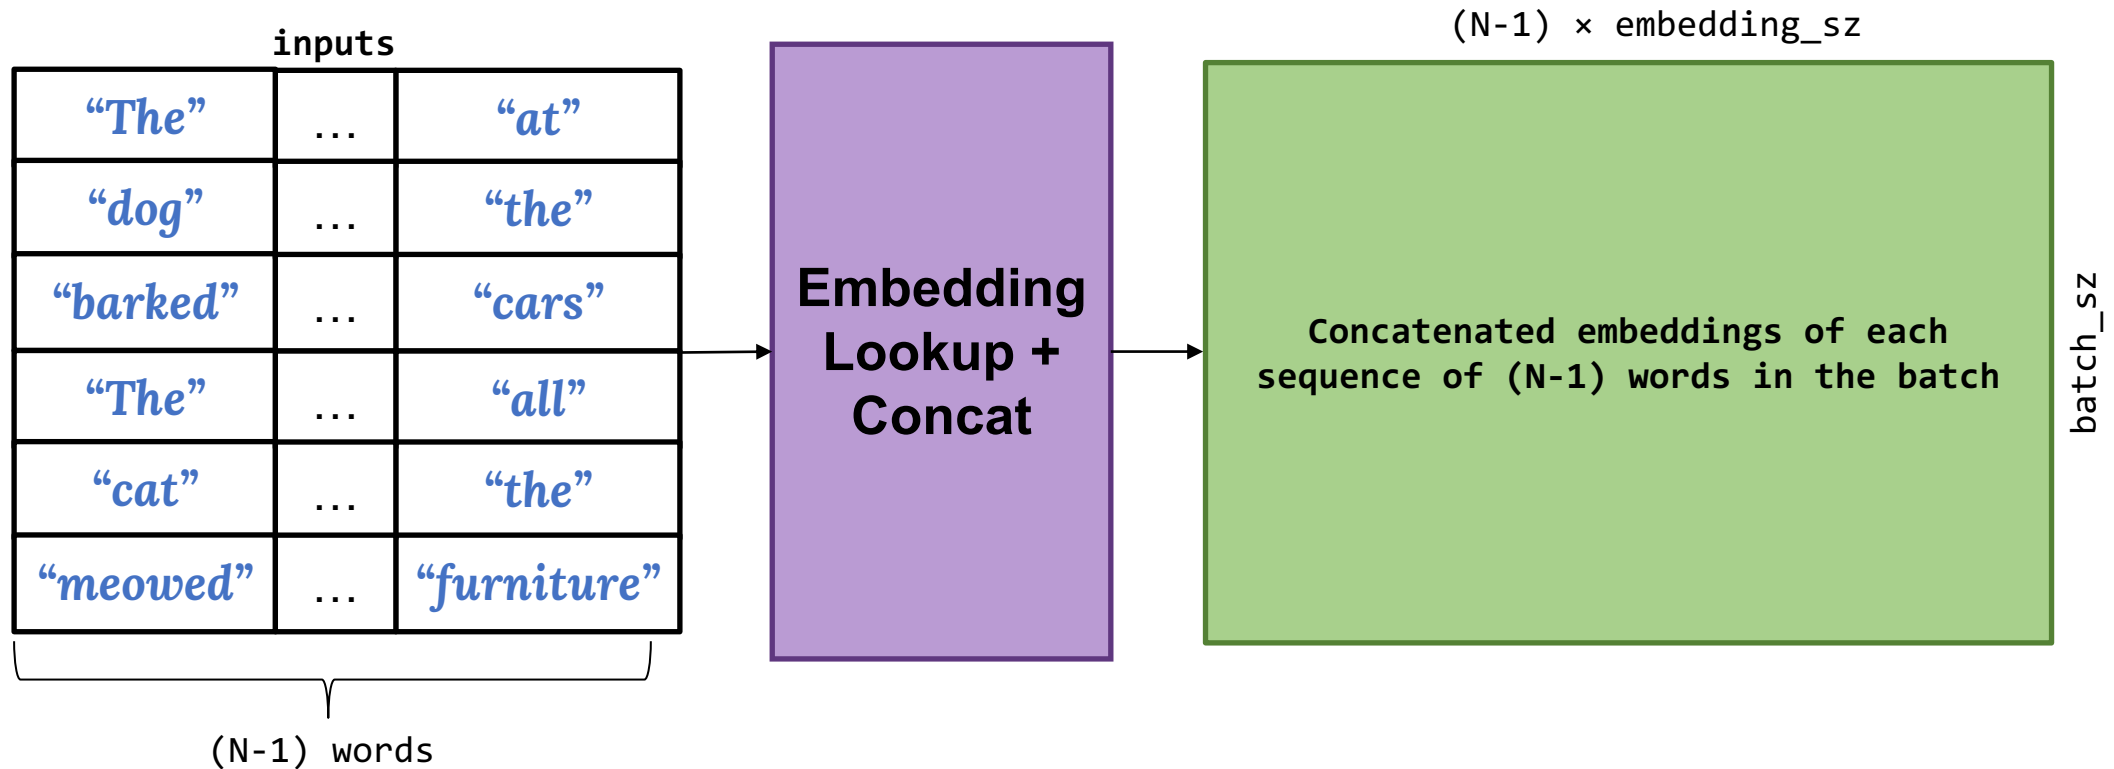 inputs
“The” ... “at”
“dog” ... “the”
“barked” ... “cars”
“The” ... “all”
“cat” ... “the”
“meowed” ... “furniture”
(N-1) words
Embedding
Lookup +
Concat
(N-1) × embedding_sz
Concatenated embeddings of each
sequence of (N-1) words in the batch
batch_sz